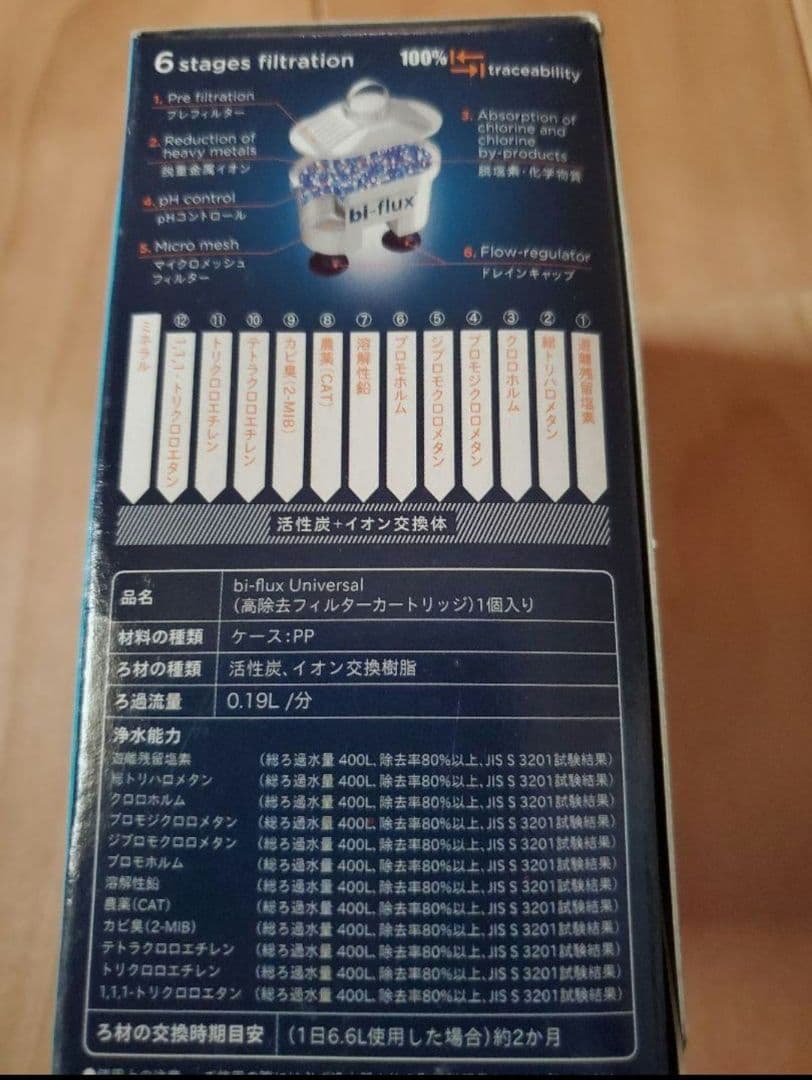 6 stages filtration
100% traceability
1. Pre filtration
プレフィルター
2. Reduction of
heavy metals
脱重金属イオン
3. Absorption of
chlorine and
chlorine
by-products
脱塩素・化学物質
4. pH control
pHコントロール
5. Micro mesh
マイクロメッシュ
フィルター
6. Flow-regulator
ドレインキャップ
bi-flux
①遊離残留塩素
②総トリハロメタン
③クロロホルム
④ブロモジクロロメタン
⑤ジブロモクロロメタン
⑥ブロモホルム
⑦溶解性鉛
⑧農薬(CAT)
⑨カビ臭(2-MIB)
⑩テトラクロロエチレン
⑪トリクロロエチレン
⑫1,1,1-トリクロロエタン
ミネラル
活性炭+イオン交換体
品名 bi-flux Universal
(高除去フィルターカートリッジ)1個入り
材料の種類 ケース:PP
ろ材の種類 活性炭、イオン交換樹脂
ろ過流量 0.19L /分
浄水能力
遊離残留塩素 (総ろ過水量 400L、除去率80%以上、JIS S 3201試験結果)
総トリハロメタン (総ろ過水量 400L、除去率80%以上、JIS S 3201試験結果)
クロロホルム (総ろ過水量 400L、除去率80%以上、JIS S 3201試験結果)
ブロモジクロロメタン (総ろ過水量 400L、除去率80%以上、JIS S 3201試験結果)
ジブロモクロロメタン (総ろ過水量 400L、除去率80%以上、JIS S 3201試験結果)
ブロモホルム (総ろ過水量 400L、除去率80%以上、JIS S 3201試験結果)
溶解性鉛 (総ろ過水量 400L、除去率80%以上、JIS S 3201試験結果)
農薬(CAT) (総ろ過水量 400L、除去率80%以上、JIS S 3201試験結果)
カビ臭(2-MIB) (総ろ過水量 400L、除去率80%以上、JIS S 3201試験結果)
テトラクロロエチレン (総ろ過水量 400L、除去率80%以上、JIS S 3201試験結果)
トリクロロエチレン (総ろ過水量 400L、除去率80%以上、JIS S 3201試験結果)
1,1,1-トリクロロエタン (総ろ過水量 400L、除去率80%以上、JIS S 3201試験結果)
ろ材の交換時期目安 (1日6.6L使用した場合)約2か月